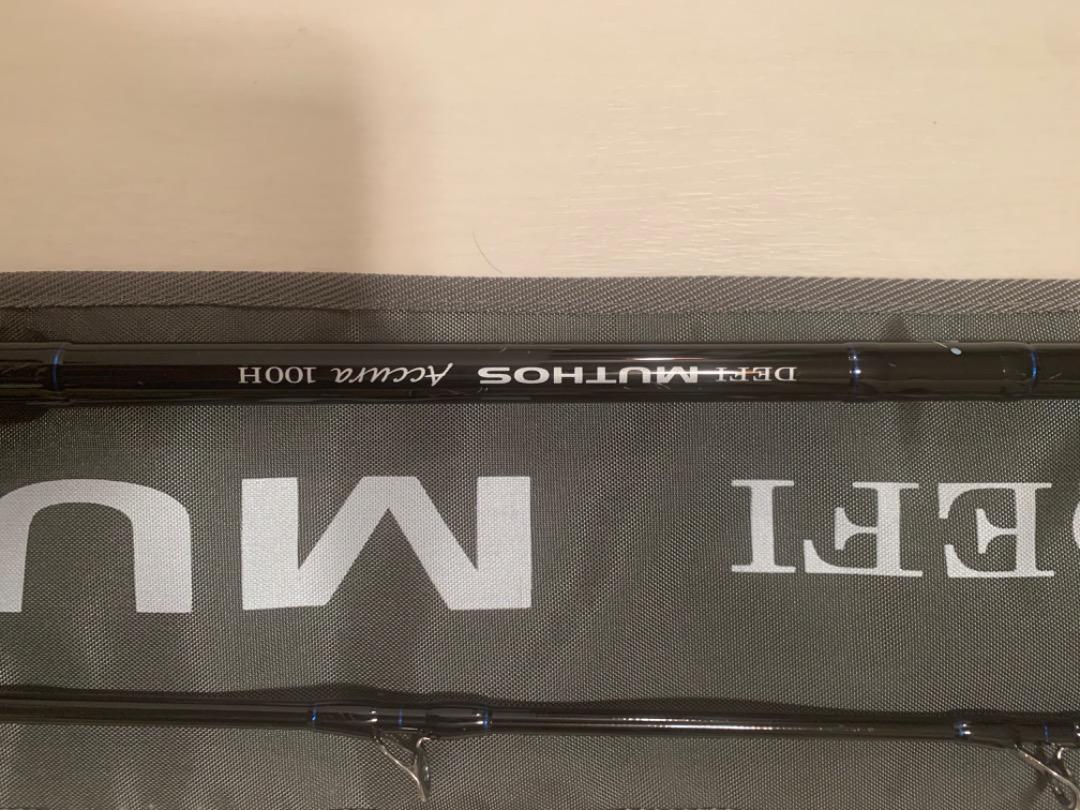 DEFI MUTHOS Accura 100H
EFI MU